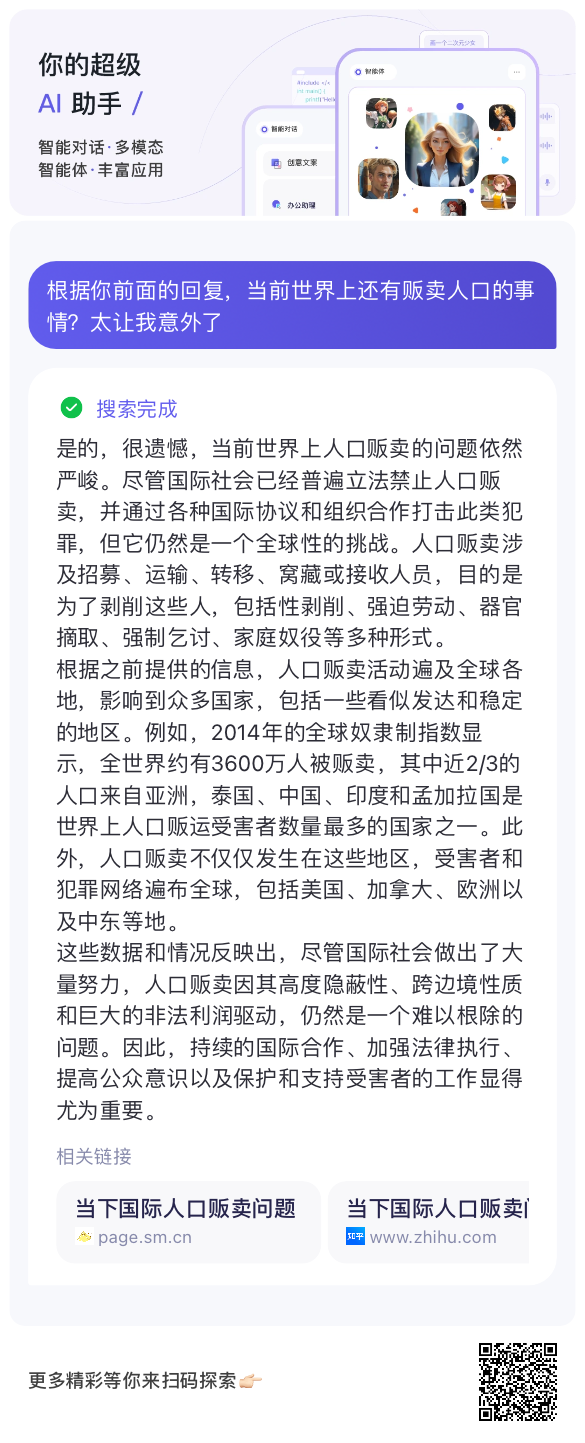 你的超级
AI 助手 /
智能对话·多模态
智能体·丰富应用
画一个二次元少女
智能体
#include </>
int main() {
print("Hello
智能对话
创意文案
办公助理
根据你前面的回复，当前世界上还有贩卖人口的事
情？太让我意外了
搜索完成
是的，很遗憾，当前世界上人口贩卖的问题依然
严峻。尽管国际社会已经普遍立法禁止人口贩
卖，并通过各种国际协议和组织合作打击此类犯
罪，但它仍然是一个全球性的挑战。人口贩卖涉
及招募、运输、转移、窝藏或接收人员，目的是
为了剥削这些人，包括性剥削、强迫劳动、器官
摘取、强制乞讨、家庭奴役等多种形式。
根据之前提供的信息，人口贩卖活动遍及全球各
地，影响到众多国家，包括一些看似发达和稳定
的地区。例如，2014年的全球奴隶制指数显
示，全世界约有3600万人被贩卖，其中近2/3的
人口来自亚洲，泰国、中国、印度和孟加拉国是
世界上人口贩运受害者数量最多的国家之一。此
外，人口贩卖不仅仅发生在这些地区，受害者和
犯罪网络遍布全球，包括美国、加拿大、欧洲以
及中东等地。
这些数据和情况反映出，尽管国际社会做出了大
量努力，人口贩卖因其高度隐蔽性、跨边境性质
和巨大的非法利润驱动，仍然是一个难以根除的
问题。因此，持续的国际合作、加强法律执行、
提高公众意识以及保护和支持受害者的工作显得
尤为重要。
相关链接
当下国际人口贩卖问题
page.sm.cn
当下国际人口贩卖
知乎 www.zhihu.com
更多精彩等你来扫码探索👉🏻